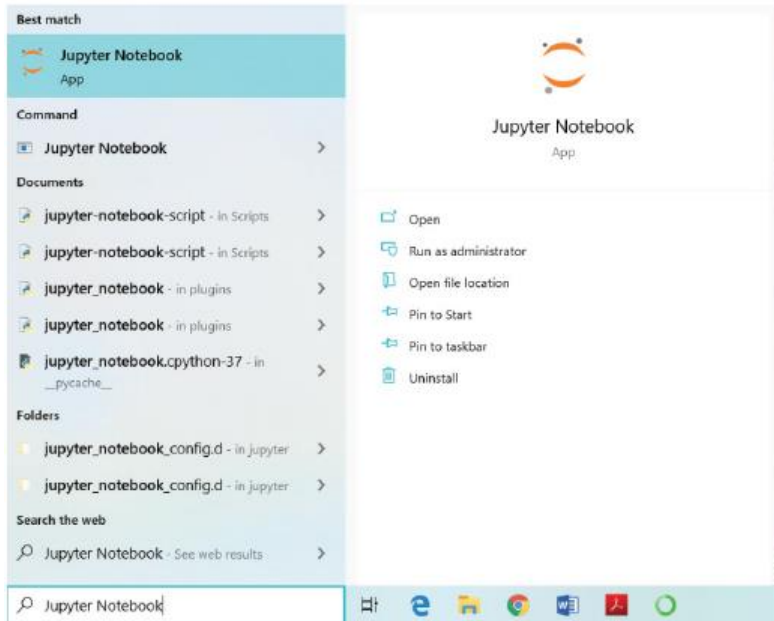 Best match
Jupyter Notebook
App
Command
Jupyter Notebook
Documents
jupyter-notebook-script - in Scripts
jupyter-notebook-script - in Scripts
jupyter_notebook - in plugins
jupyter_notebook - in plugins
jupyter_notebook.cpython-37 - in
__pycache__
Folders
jupyter_notebook_config.d - in jupyter
jupyter_notebook_config.d - in jupyter
Search the web
Jupyter Notebook - See web results
Jupyter Notebook
Jupyter Notebook
App
Open
Run as administrator
Open file location
Pin to Start
Pin to taskbar
Uninstall